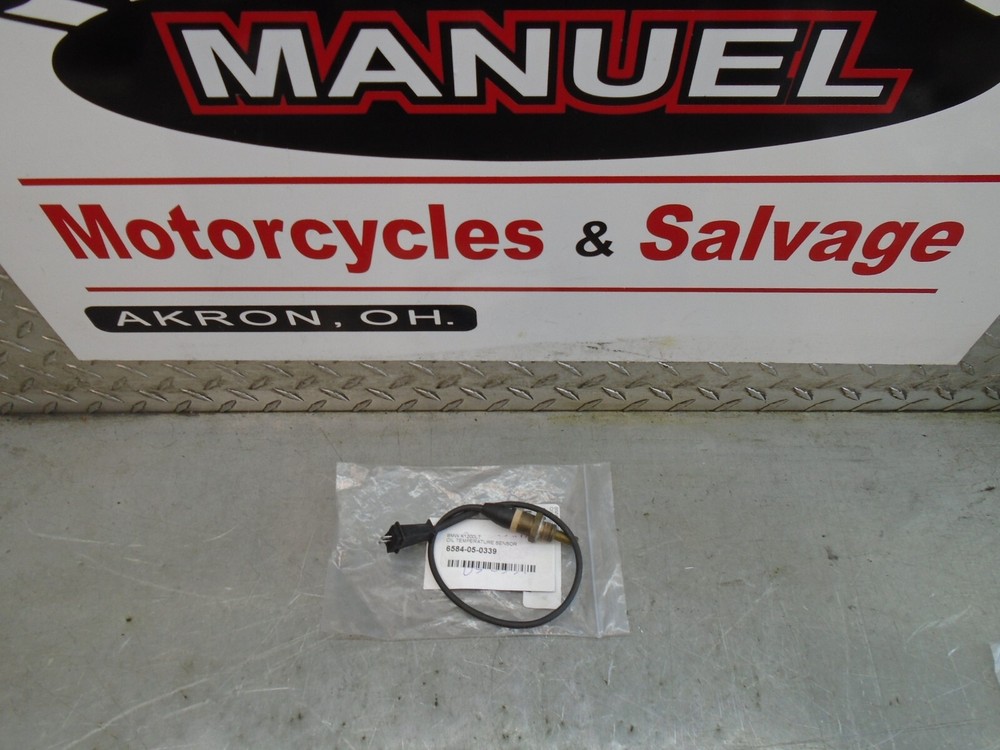 MANUEL
Motorcycles & Salvage
AKRON, OH.
OIL TEMPERATURE SENSOR
6584-05-0339